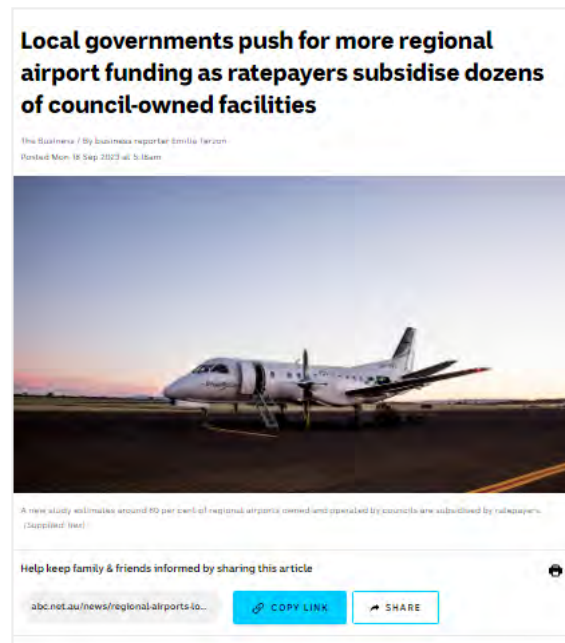 Local governments push for more regional
airport funding as ratepayers subsidise dozens
of council-owned facilities
The Business / By business reporter Emilia Terzon
Posted Mon 18 Sep 2023 at 5:18am
A new study estimates around 60 per cent of regional airports owned and operated by councils are subsidised by ratepayers.
(Supplied: Rex)
Help keep family & friends informed by sharing this article
abc.net.au/news/regional-airports-lo...
COPY LINK
SHARE